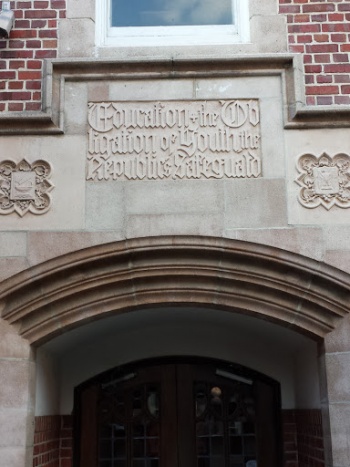 Education • the Ob
ligation of Youth the
Republic's Safeguard